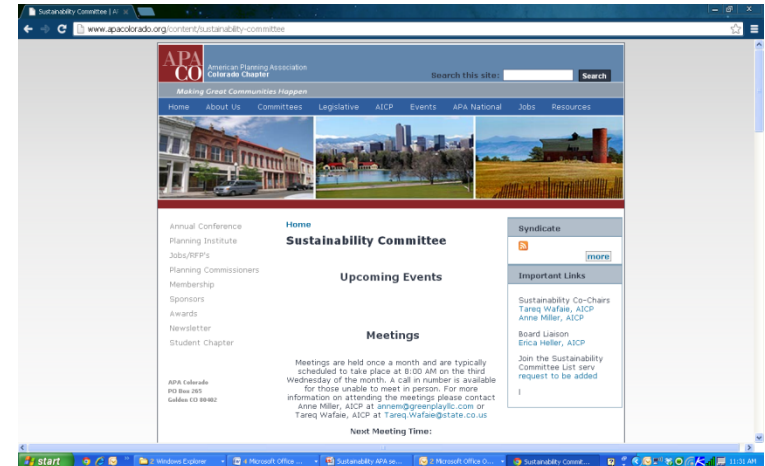 Sustainability Committee | A
www.apacolorado.org/content/sustainability-committee
APA
CO
American Planning Association
Colorado Chapter
Search this site:
Search
Making Great Communities Happen
Home About Us Committees Legislative AICP Events APA National Jobs Resources
Annual Conference
Planning Institute
Jobs/RFP's
Planning Commissioners
Membership
Sponsors
Awards
Newsletter
Student Chapter
APA Colorado
PO Box 265
Golden CO 80402
Home
Sustainability Committee
Upcoming Events
Meetings
Meetings are held once a month and are typically
scheduled to take place at 8:00 AM on the third
Wednesday of the month. A call in number is available
for those unable to meet in person. For more
information on attending the meetings please contact
Anne Miller, AICP at annem@greenplayllc.com or
Tareq Wafaie, AICP at Tareq.Wafaie@state.co.us
Next Meeting Time:
Syndicate
more
Important Links
Sustainability Co-Chairs
Tareq Wafaie, AICP
Anne Miller, AICP
Board Liaison
Erica Heller, AICP
Join the Sustainability
Committee List serv
request to be added
|
start
2 Windows Explorer
4 Microsoft Office ...
Sustainability APA se...
2 Microsoft Office O...
Sustainability Commit...
11:31 AM